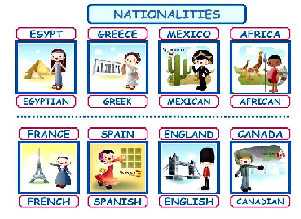 NATIONALITIES
EGYPT GREECE MEXICO AFRICA
EGYPTIAN GREEK MEXICAN AFRICAN
FRANCE SPAIN ENGLAND CANADA
FRENCH SPANISH ENGLISH CANADIAN